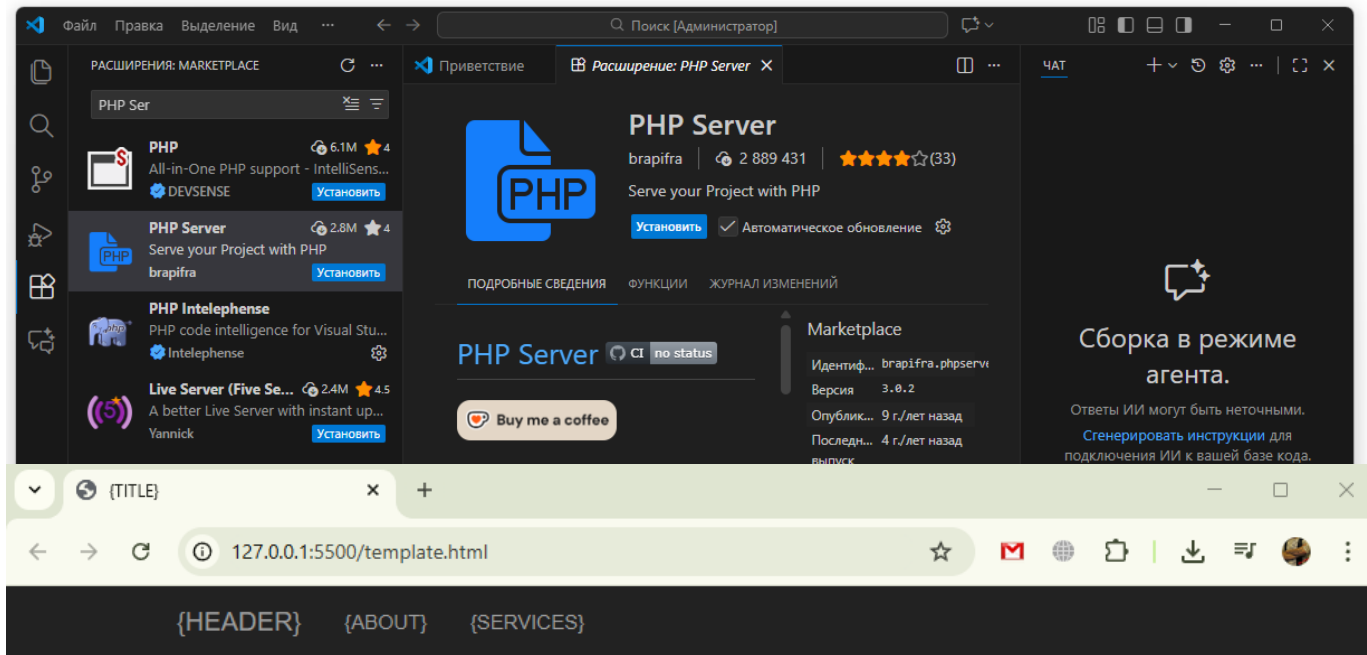 Файл Правка Выделение Вид ··· Поиск [Администратор]
РАСШИРЕНИЯ: MARKETPLACE
PHP Ser
PHP 6.1M 4
All-in-One PHP support - IntelliSens...
DEVSENSE Установить
PHP Server 2.8M 4
Serve your Project with PHP
brapifra Установить
PHP Intelephense
PHP code intelligence for Visual Stu...
Intelephense
Live Server (Five Se... 2.4M 4.5
A better Live Server with instant up...
Yannick Установить
Приветствие Расширение: PHP Server
PHP
PHP Server
brapifra 2 889 431 (33)
Serve your Project with PHP
Установить Автоматическое обновление
ПОДРОБНЫЕ СВЕДЕНИЯ ФУНКЦИИ ЖУРНАЛ ИЗМЕНЕНИЙ
PHP Server CI no status
Buy me a coffee
Marketplace
Идентиф... brapifra.phpserve
Версия 3.0.2
Опублик... 9 г./лет назад
Последн... 4 г./лет назад
выпуск
ЧАТ
Сборка в режиме
агента.
Ответы ИИ могут быть неточными.
Сгенерировать инструкции для
подключения ИИ к вашей базе кода.
{TITLE}
127.0.0.1:5500/template.html
{HEADER} {ABOUT} {SERVICES}